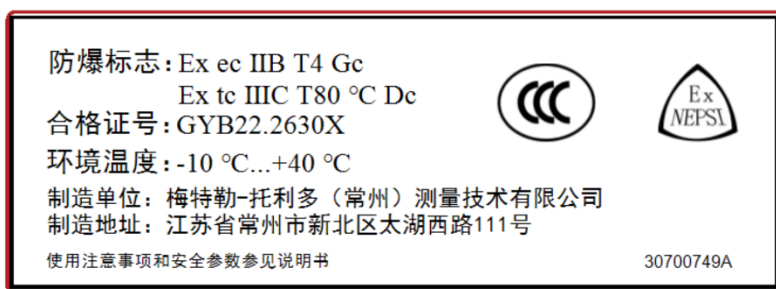 防爆标志：Ex ec IIB T4 Gc
Ex tc IIIC T80 °C Dc
合格证号：GYB22.2630X
环境温度：-10 °C...+40 °C
制造单位：梅特勒-托利多（常州）测量技术有限公司
制造地址：江苏省常州市新北区太湖西路111号
使用注意事项和安全参数参见说明书
30700749A
CCC
Ex
NEPSI